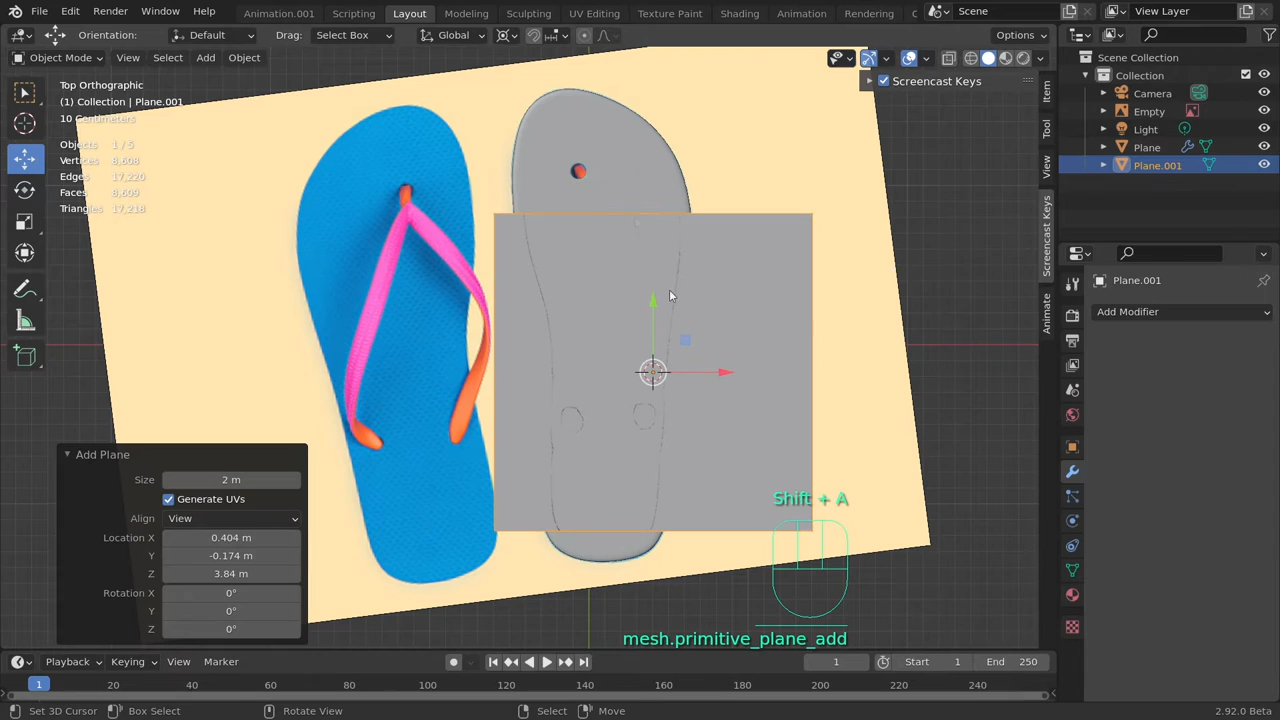 File Edit Render Window Help
Animation.001 Scripting Layout Modeling Sculpting UV Editing Texture Paint Shading Animation Rendering C
Scene View Layer
Orientation: Default Drag: Select Box Global Options
Object Mode View Select Add Object
Top Orthographic
(1) Collection | Plane.001
10 Centimeters
Objects 1 / 5
Vertices 8,608
Edges 17,220
Faces 8,609
Triangles 17,218
Screencast Keys
Item
Tool
View
Screencast Keys
Animate
Scene Collection
Collection
Camera
Empty
Light
Plane
Plane.001
Plane.001
Add Modifier
Add Plane
Size 2 m
Generate UVs
Align View
Location X 0.404 m
Y -0.174 m
Z 3.84 m
Rotation X 0°
Y 0°
Z 0°
Shift + A
mesh.primitive_plane_add
Playback Keying View Marker 1 Start 1 End 250
1 20 40 60 80 100 120 140 160 180 200 220 240
Set 3D Cursor Box Select Rotate View Select Move 2.92.0 Beta